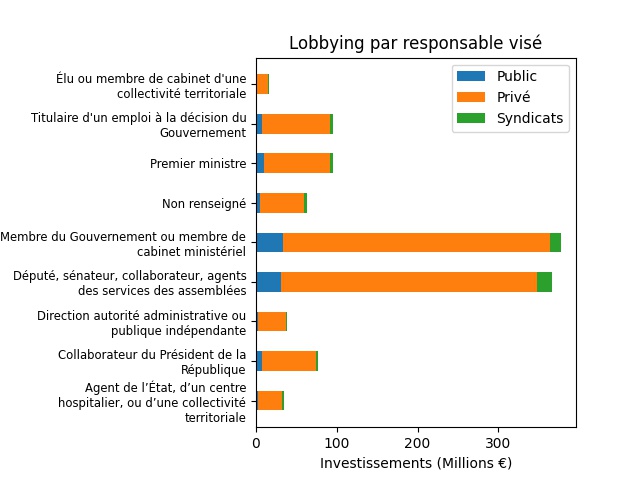 Lobbying par responsable visé
Public
Privé
Syndicats
Élu ou membre de cabinet d'une
collectivité territoriale
Titulaire d'un emploi à la décision du
Gouvernement
Premier ministre
Non renseigné
Membre du Gouvernement ou membre de
cabinet ministériel
Député, sénateur, collaborateur, agents
des services des assemblées
Direction autorité administrative ou
publique indépendante
Collaborateur du Président de la
République
Agent de l’État, d’un centre
hospitalier, ou d’une collectivité
territoriale
0 100 200 300
Investissements (Millions €)